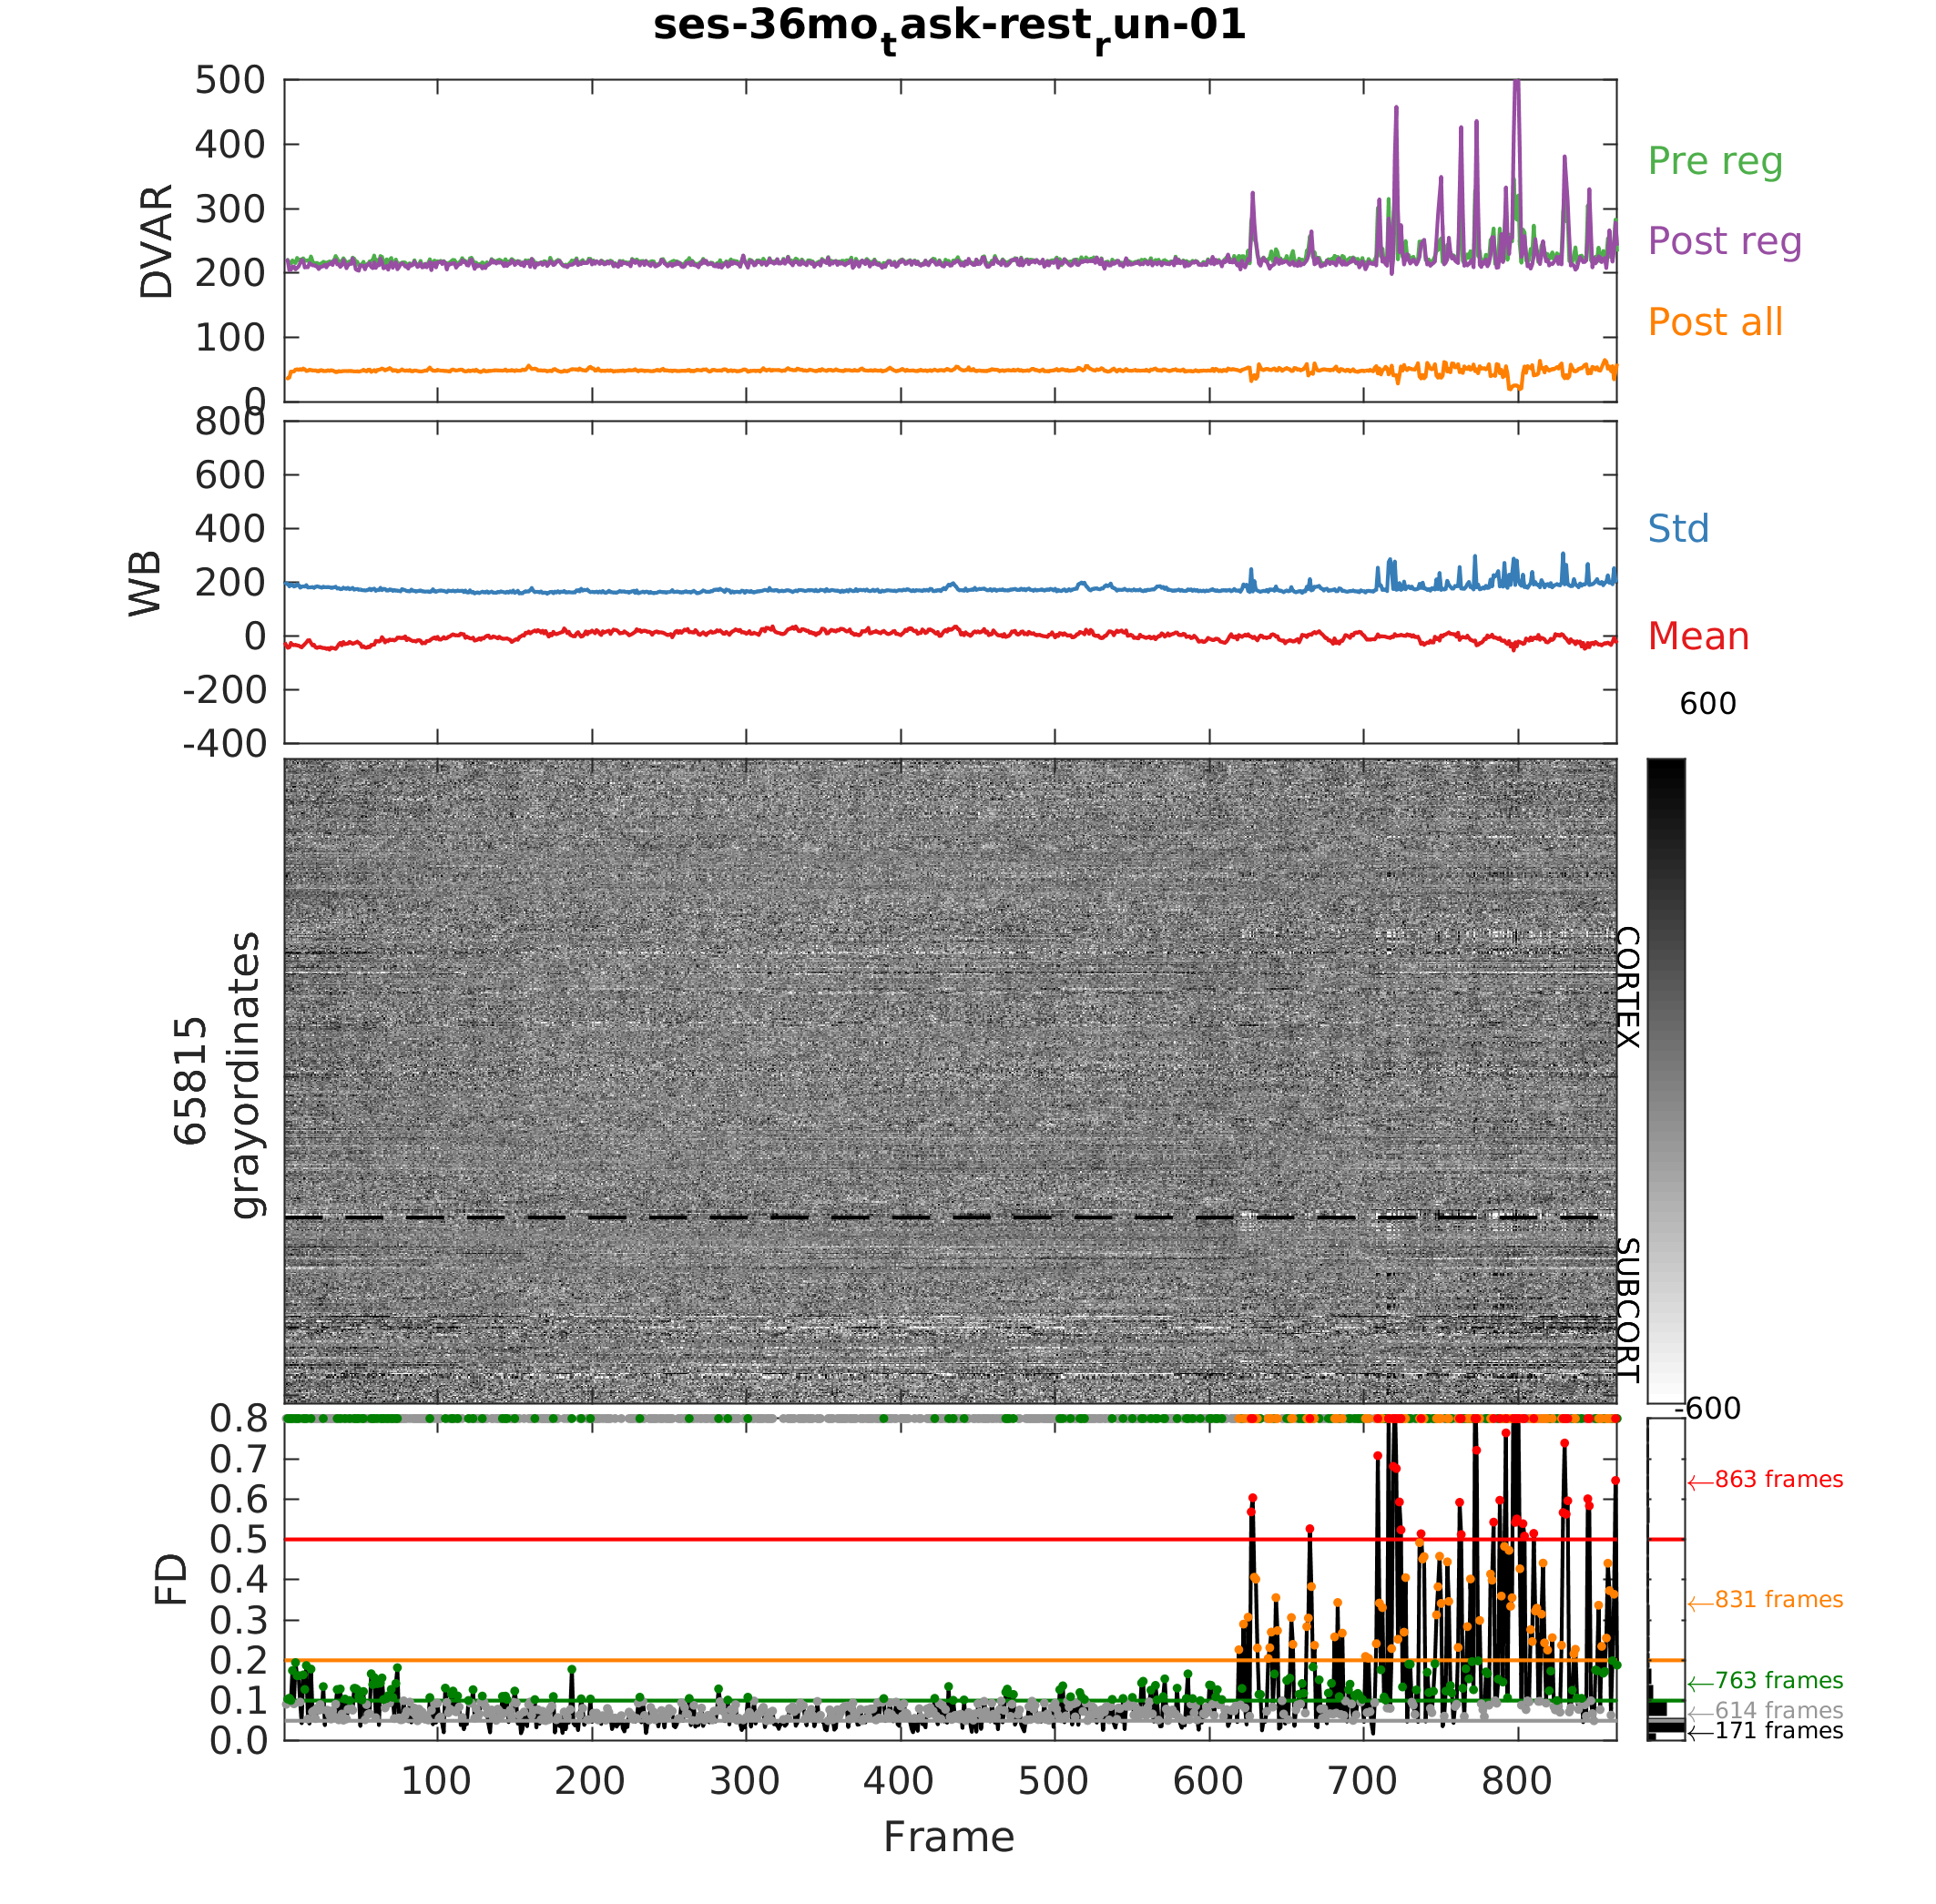 ses-36mo_task-rest_run-01
500
400
300
200
100
0
DVAR
Pre reg
Post reg
Post all
800
600
400
200
0
-200
-400
WB
Std
Mean
600
65815
grayordinates
CORTEX
SUBCORT
-600
0.8
0.7
0.6
0.5
0.4
0.3
0.2
0.1
0.0
FD
←863 frames
←831 frames
←763 frames
←614 frames
←171 frames
100 200 300 400 500 600 700 800
Frame